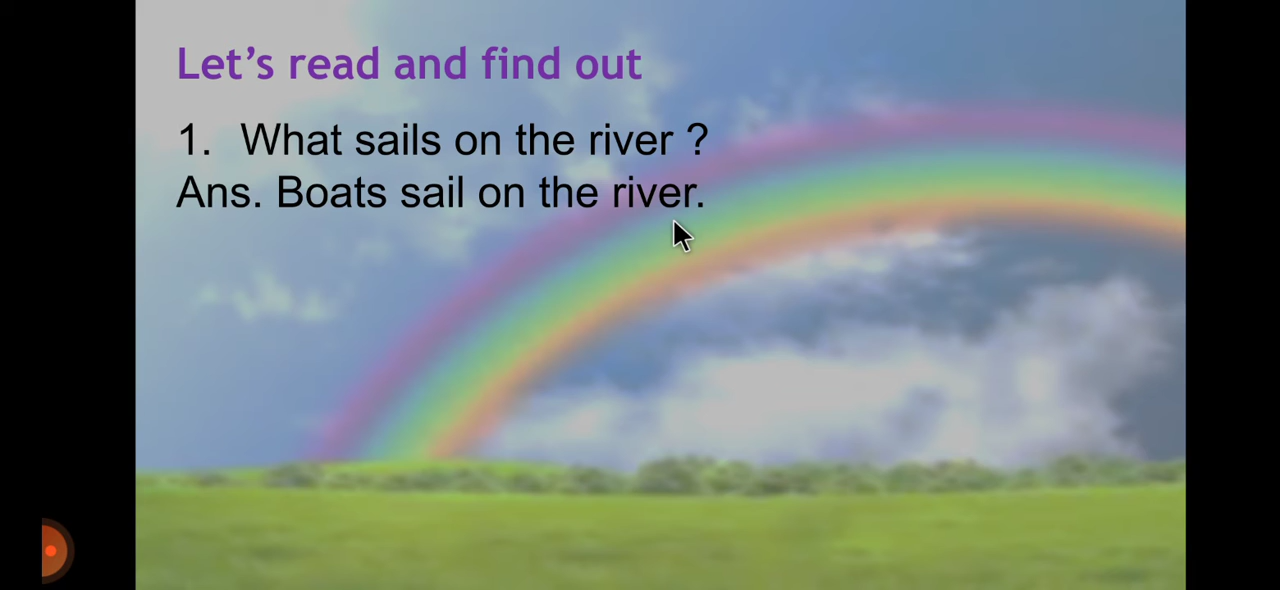 Let's read and find out
1. What sails on the river ?
Ans. Boats sail on the river.